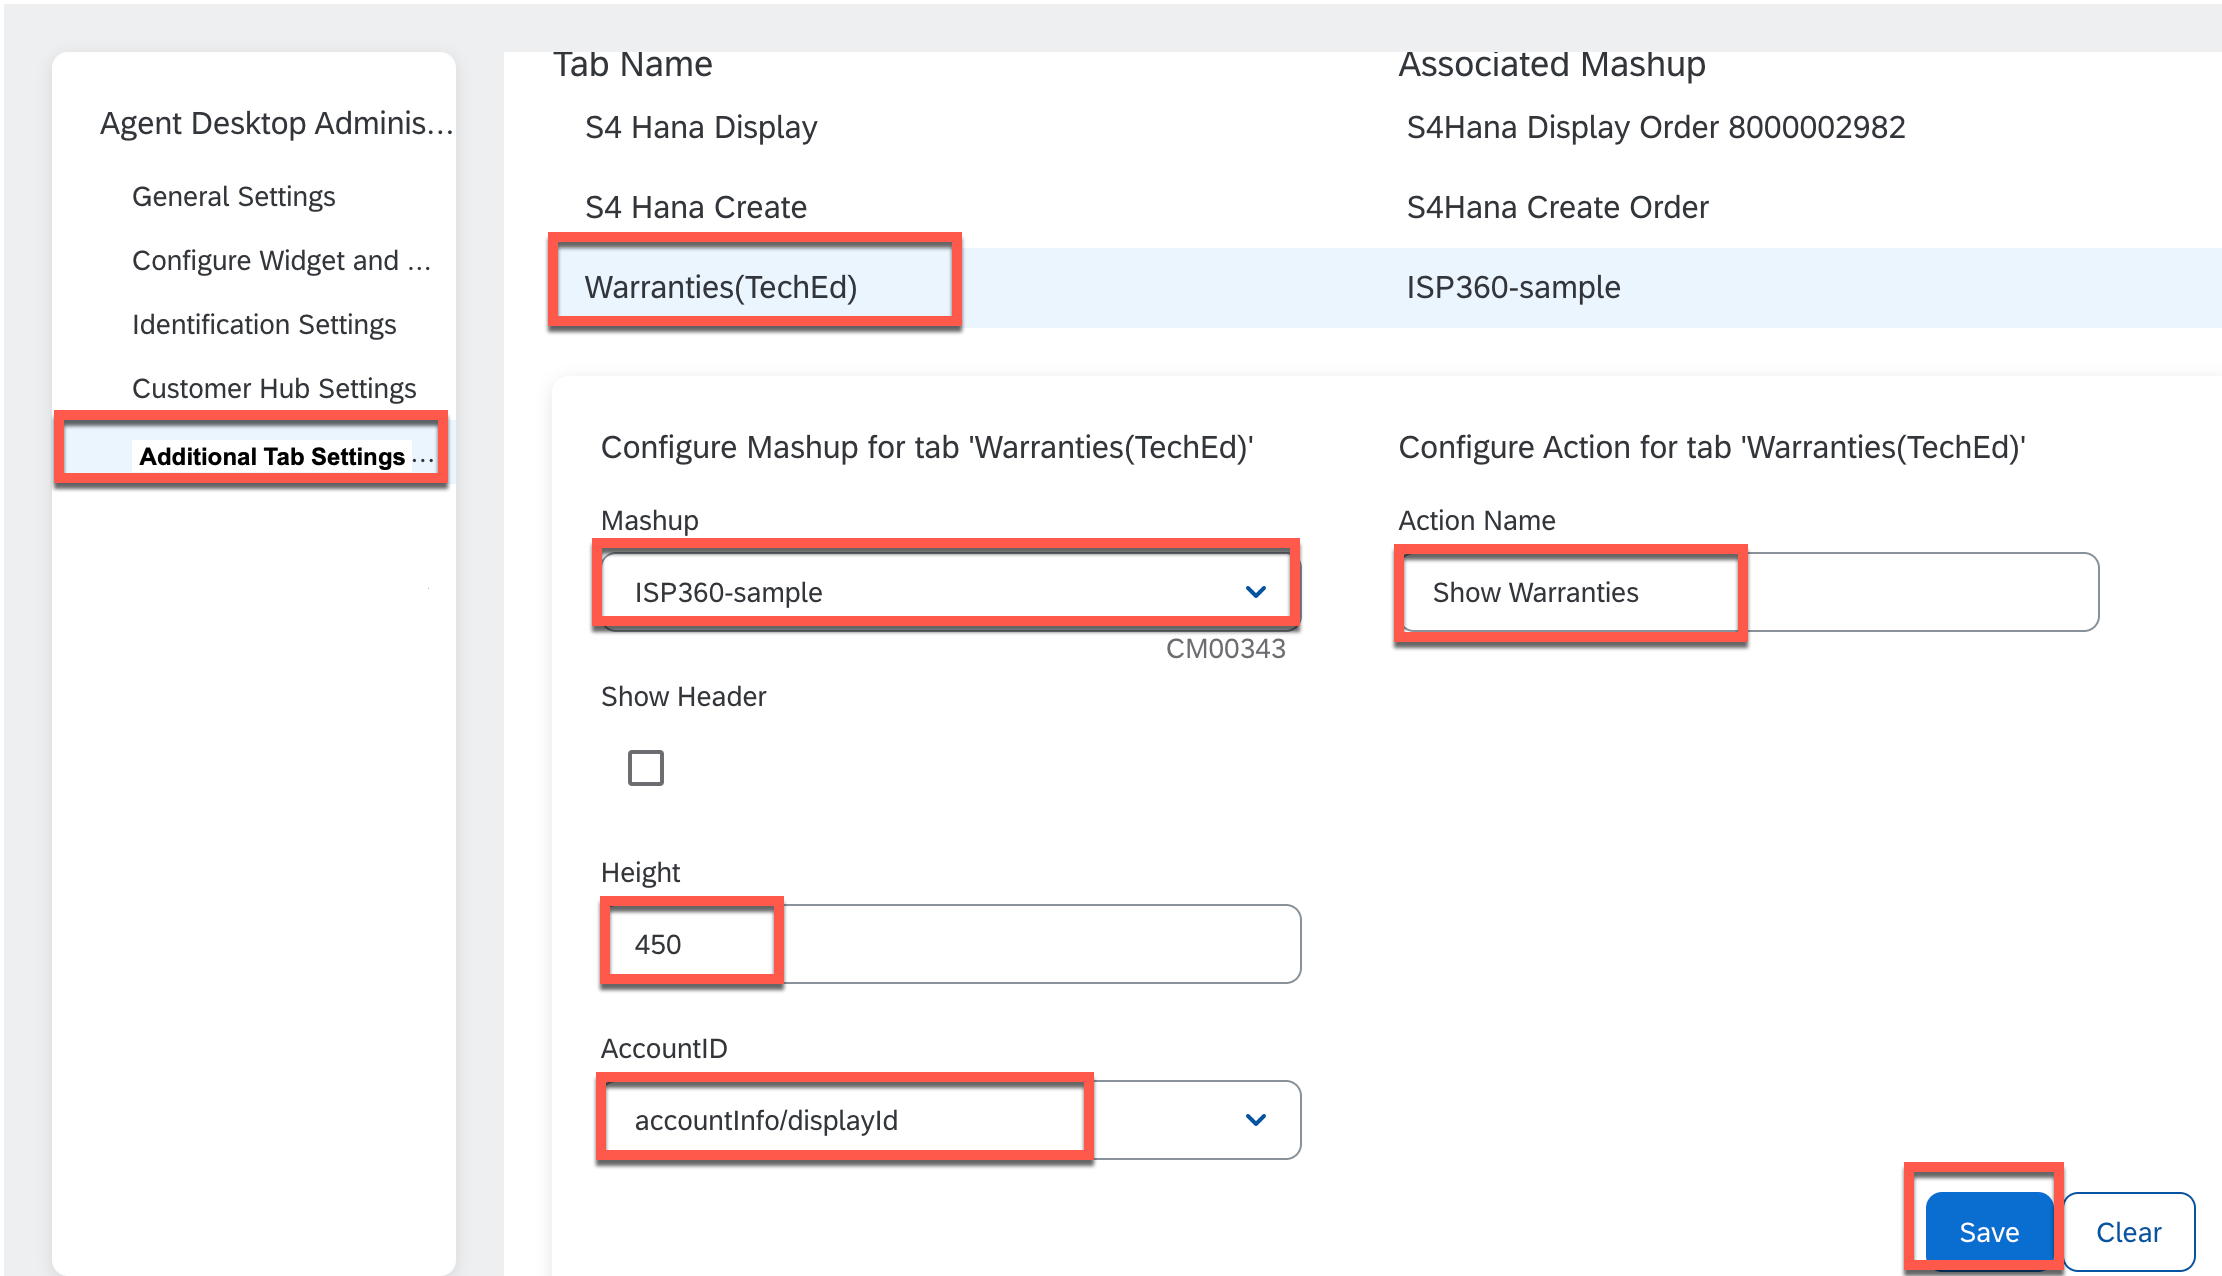 Agent Desktop Adminis...
General Settings
Configure Widget and ...
Identification Settings
Customer Hub Settings
Additional Tab Settings ...
Tab Name
Associated Mashup
S4 Hana Display
S4Hana Display Order 8000002982
S4 Hana Create
S4Hana Create Order
Warranties(TechEd)
ISP360-sample
Configure Mashup for tab 'Warranties(TechEd)'
Configure Action for tab 'Warranties(TechEd)'
Mashup
Action Name
ISP360-sample
Show Warranties
CM00343
Show Header
Height
450
AccountID
accountInfo/displayId
Save
Clear